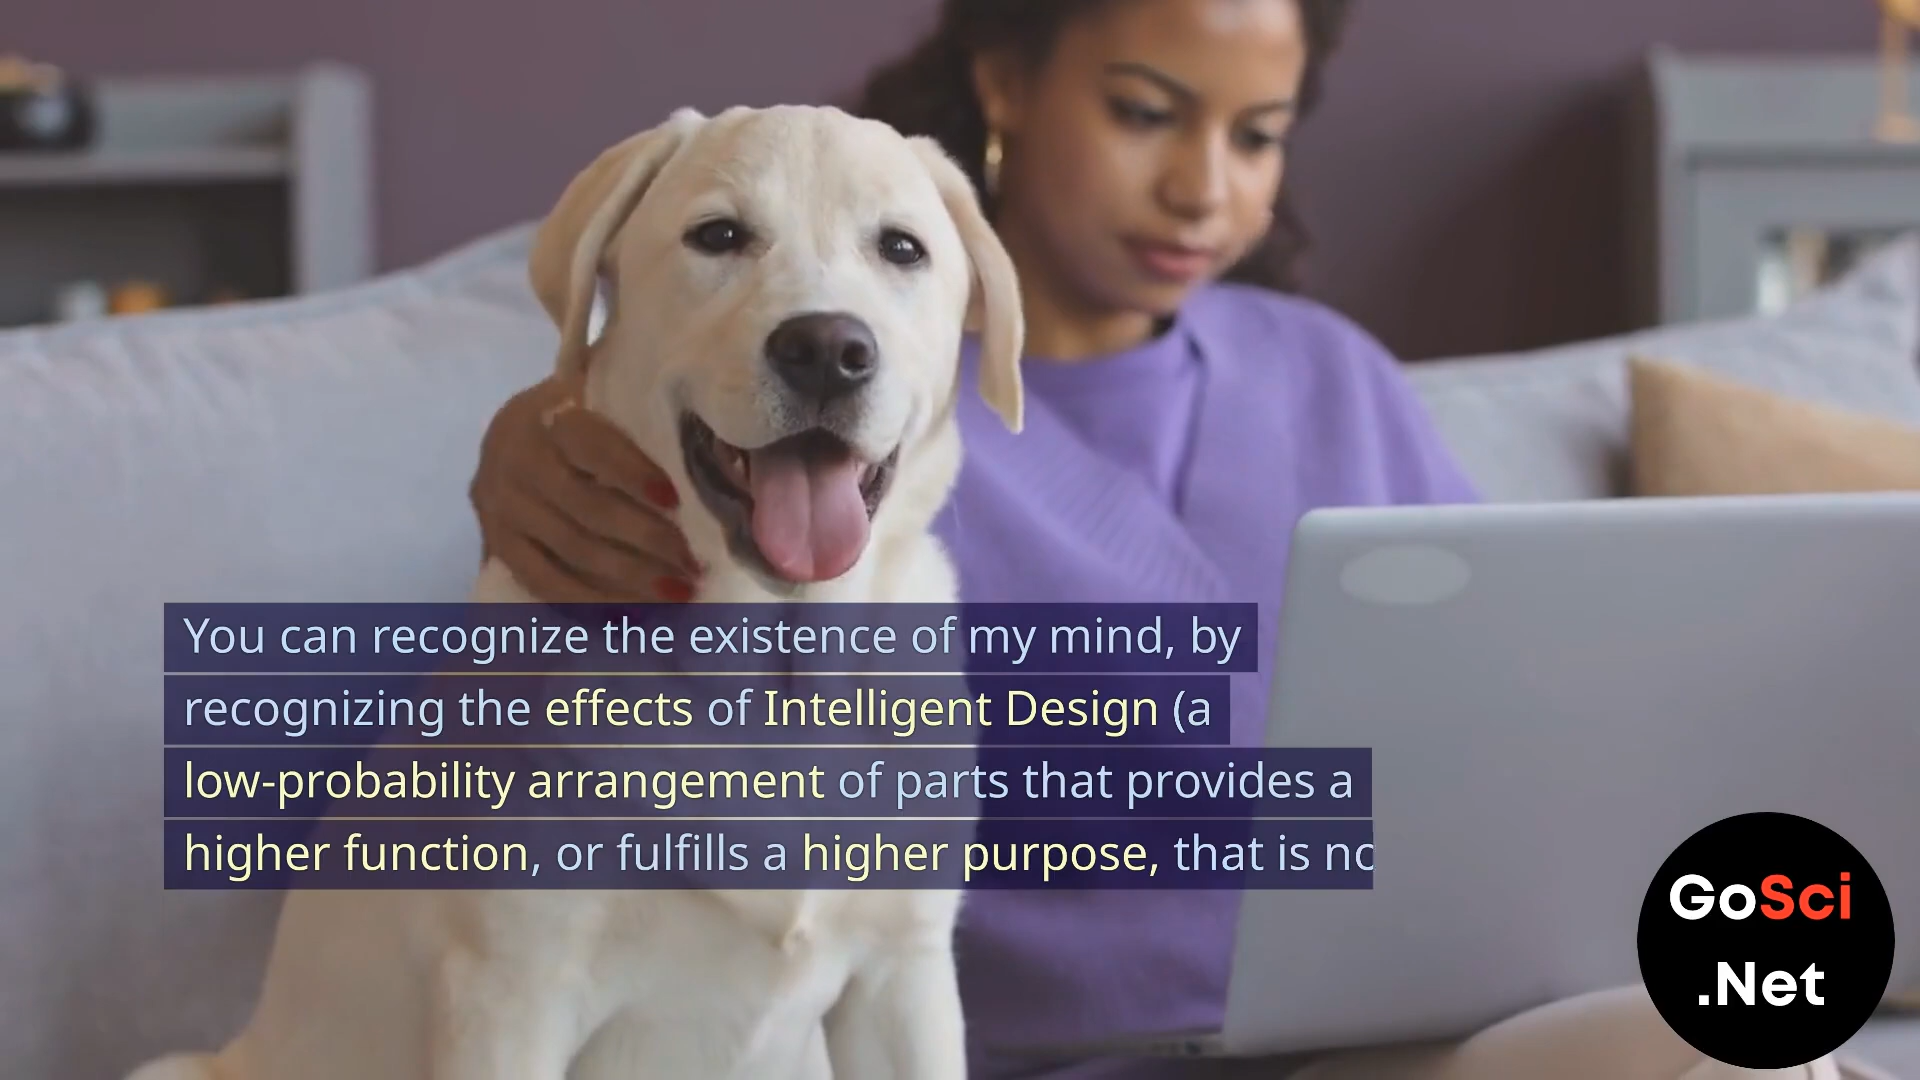 You can recognize the existence of my mind, by
recognizing the effects of Intelligent Design (a
low-probability arrangement of parts that provides a
higher function, or fulfills a higher purpose, that is no
GoSci
.Net